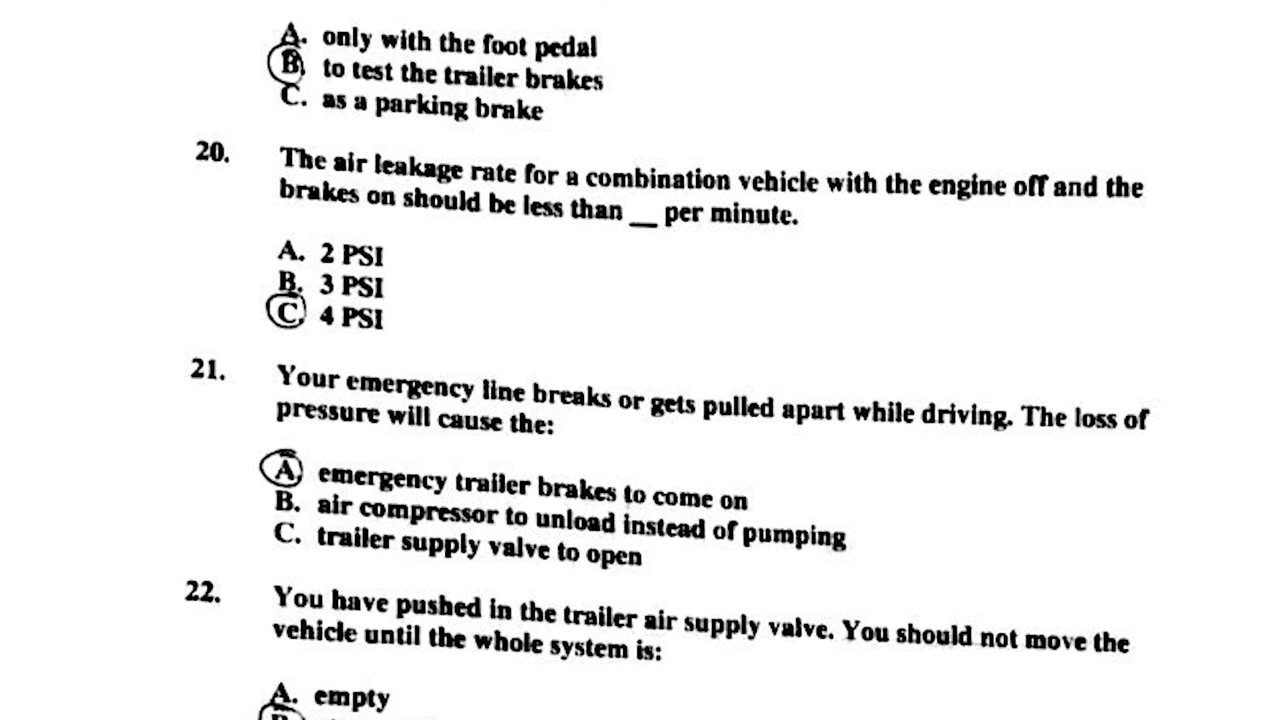 A. only with the foot pedal
B. to test the trailer brakes
C. as a parking brake
20. The air leakage rate for a combination vehicle with the engine off and the
brakes on should be less than __ per minute.
A. 2 PSI
B. 3 PSI
C. 4 PSI
21. Your emergency line breaks or gets pulled apart while driving. The loss of
pressure will cause the:
A. emergency trailer brakes to come on
B. air compressor to unload instead of pumping
C. trailer supply valve to open
22. You have pushed in the trailer air supply valve. You should not move the
vehicle until the whole system is:
A. empty
B.